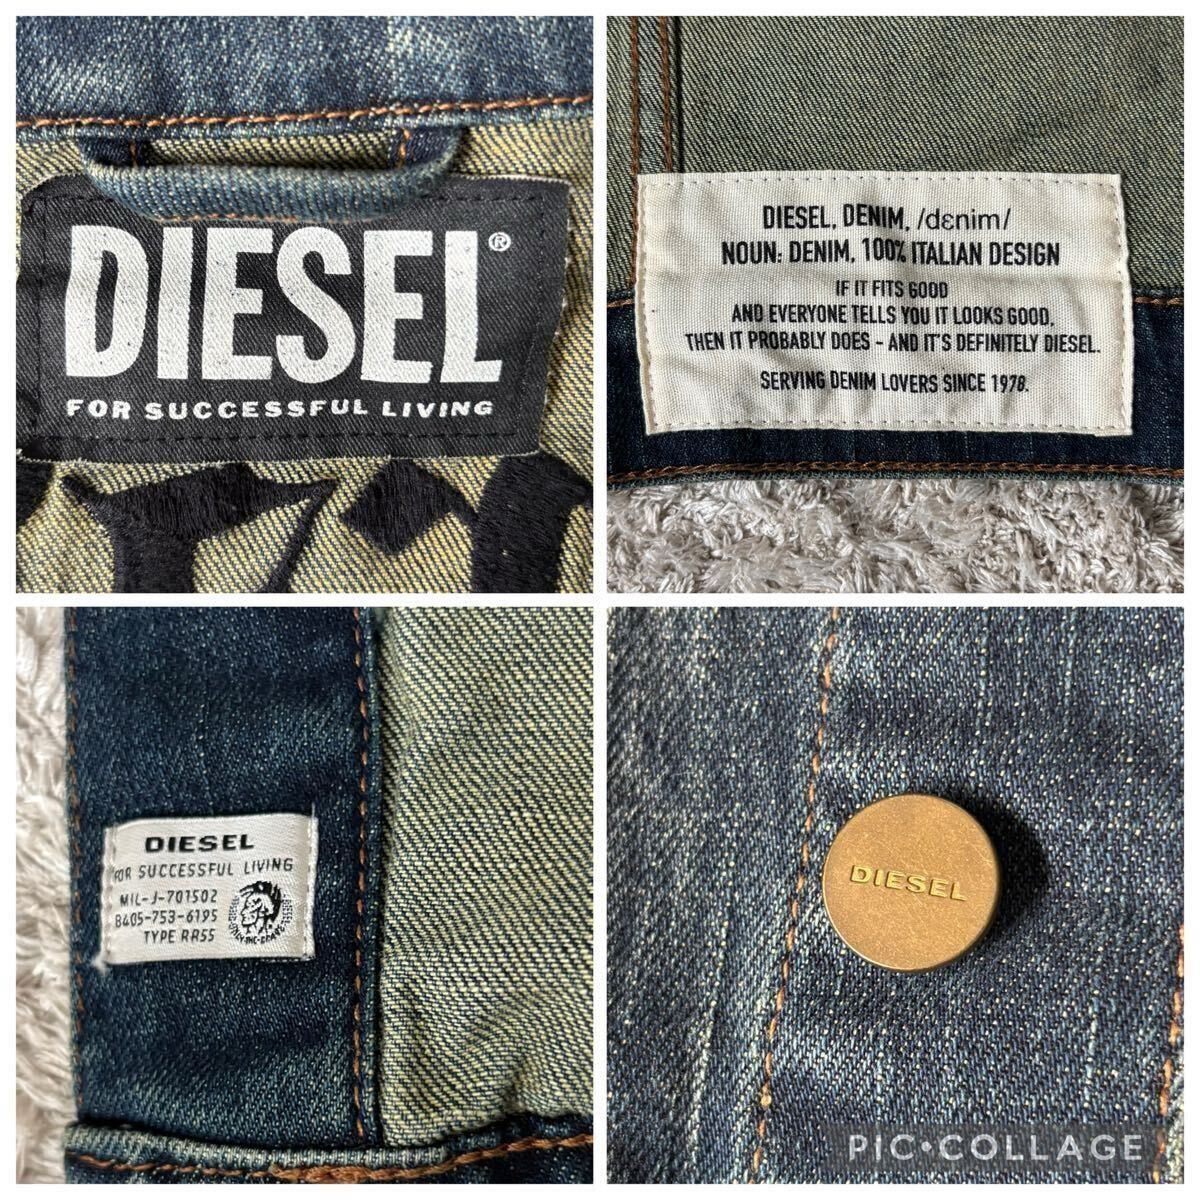 DIESEL®
FOR SUCCESSFUL LIVING
DIESEL, DENIM, /dɛnim/
NOUN: DENIM, 100% ITALIAN DESIGN
IF IT FITS GOOD
AND EVERYONE TELLS YOU IT LOOKS GOOD,
THEN IT PROBABLY DOES - AND IT'S DEFINITELY DIESEL.
SERVING DENIM LOVERS SINCE 1978.
DIESEL
FOR SUCCESSFUL LIVING
MIL-J-701502
B405-753-6195
TYPE RR55
DIESEL
PIC•COLLAGE